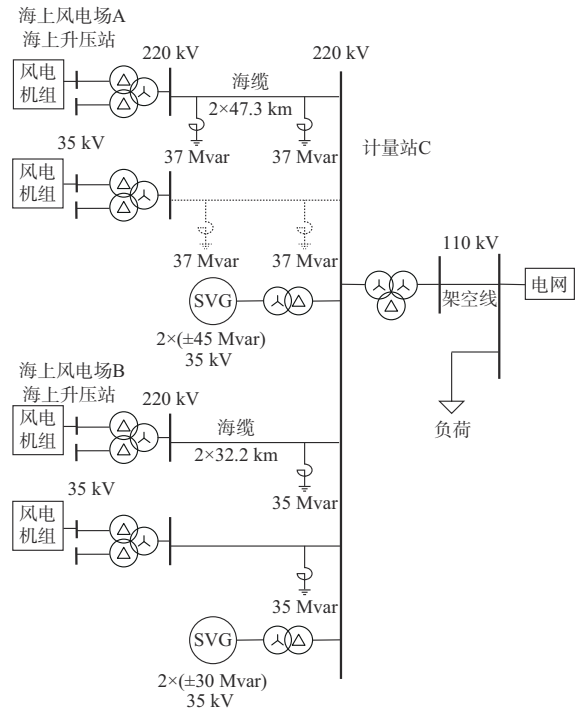 海上风电场A
海上升压站
220 kV
220 kV
风电
机组
海缆
2×47.3 km
37 Mvar
37 Mvar
计量站C
35 kV
风电
机组
37 Mvar
37 Mvar
110 kV
架空线
电网
负荷
SVG
2×(±45 Mvar)
35 kV
海上风电场B
海上升压站
220 kV
风电
机组
海缆
2×32.2 km
35 Mvar
35 kV
风电
机组
35 Mvar
SVG
2×(±30 Mvar)
35 kV